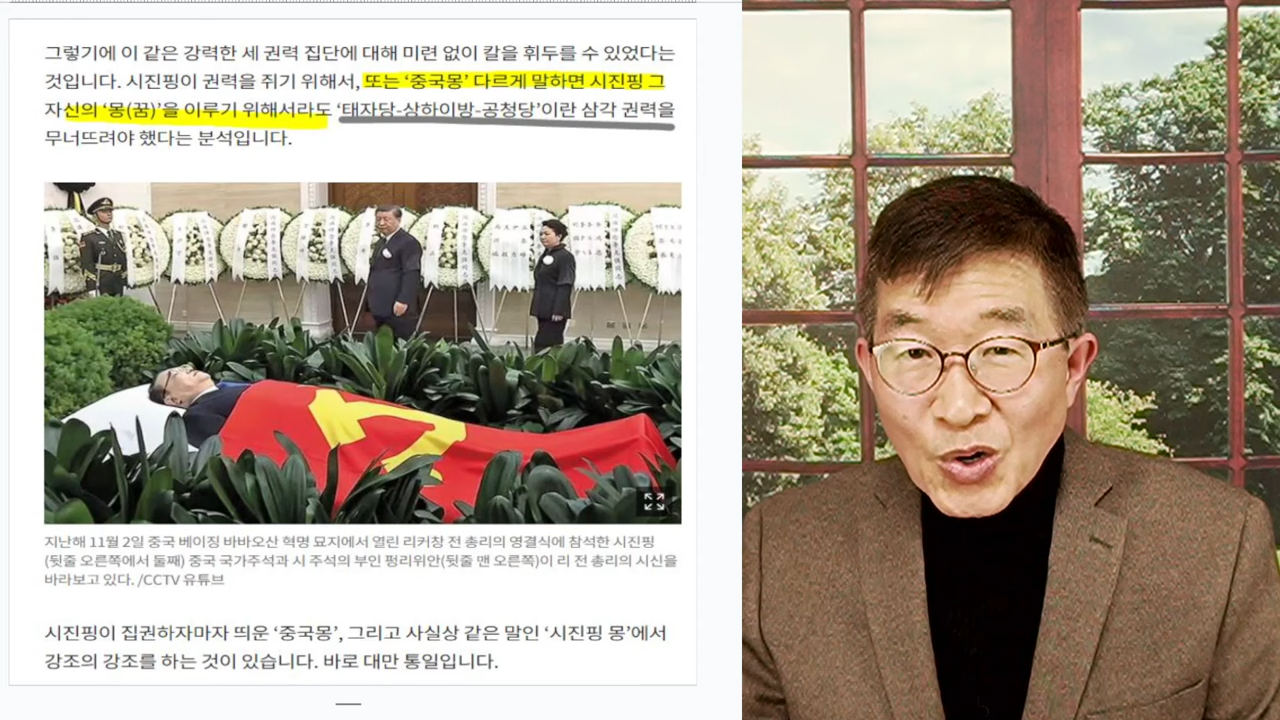 그렇기에 이 같은 강력한 세 권력 집단에 대해 미련 없이 칼을 휘두를 수 있었다는
것입니다. 시진핑이 권력을 쥐기 위해서, 또는 ‘중국몽’ 다르게 말하면 시진핑 그
자신의 ‘몽(꿈)’을 이루기 위해서라도 ‘태자당-상하이방-공청당’이란 삼각 권력을
무너뜨려야 했다는 분석입니다.
지난해 11월 2일 중국 베이징 바바오산 혁명 묘지에서 열린 리커창 전 총리의 영결식에 참석한 시진핑
(뒷줄 오른쪽에서 둘째) 중국 국가주석과 시 주석의 부인 펑리위안(뒷줄 맨 오른쪽)이 리 전 총리의 시신을
바라보고 있다. /CCTV 유튜브
시진핑이 집권하자마자 띄운 ‘중국몽’, 그리고 사실상 같은 말인 ‘시진핑 몽’에서
강조의 강조를 하는 것이 있습니다. 바로 대만 통일입니다.